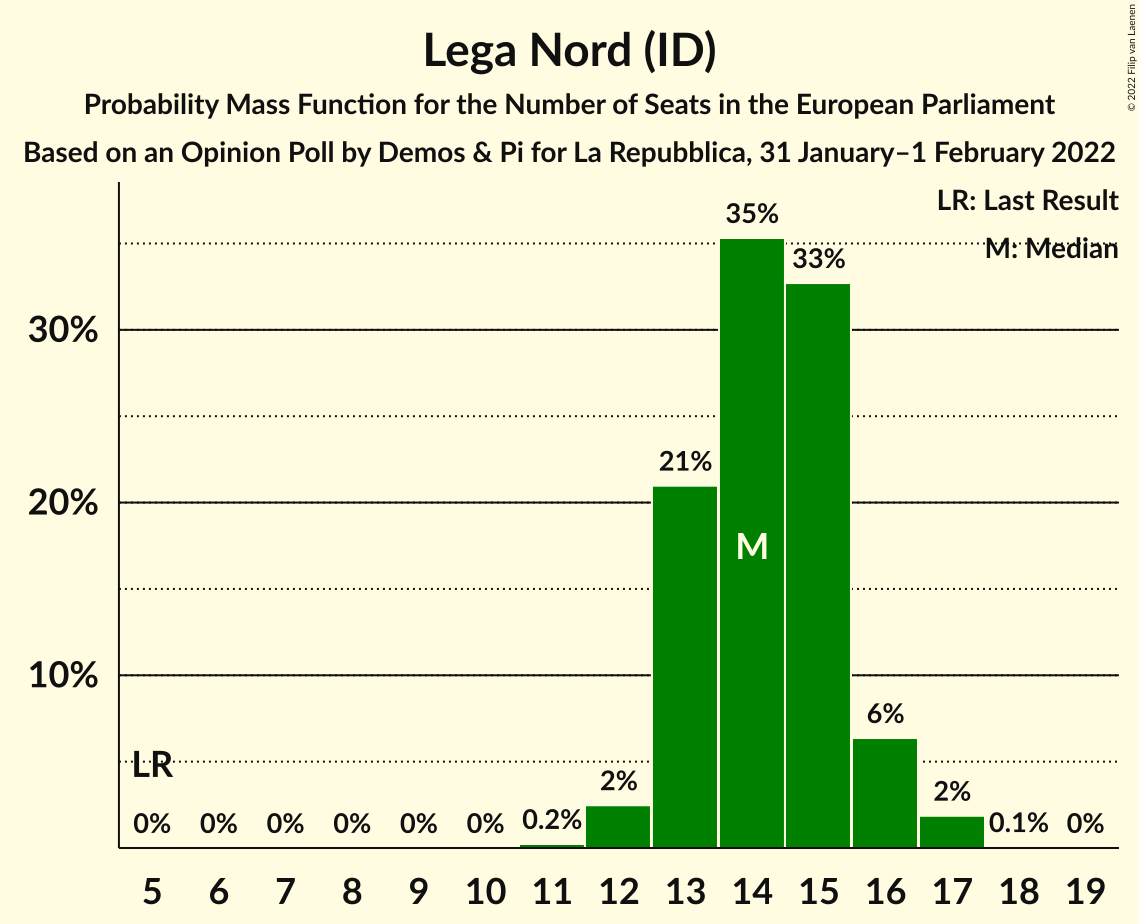 Lega Nord (ID)
Probability Mass Function for the Number of Seats in the European Parliament
Based on an Opinion Poll by Demos & Pi for La Repubblica, 31 January–1 February 2022
© 2022 Filip van Laenen
LR: Last Result
M: Median
35%
33%
30%
21%
20%
M
10%
6%
LR
2%
2%
0% 0% 0% 0% 0% 0% 0.2% 0.1% 0%
5 6 7 8 9 10 11 12 13 14 15 16 17 18 19